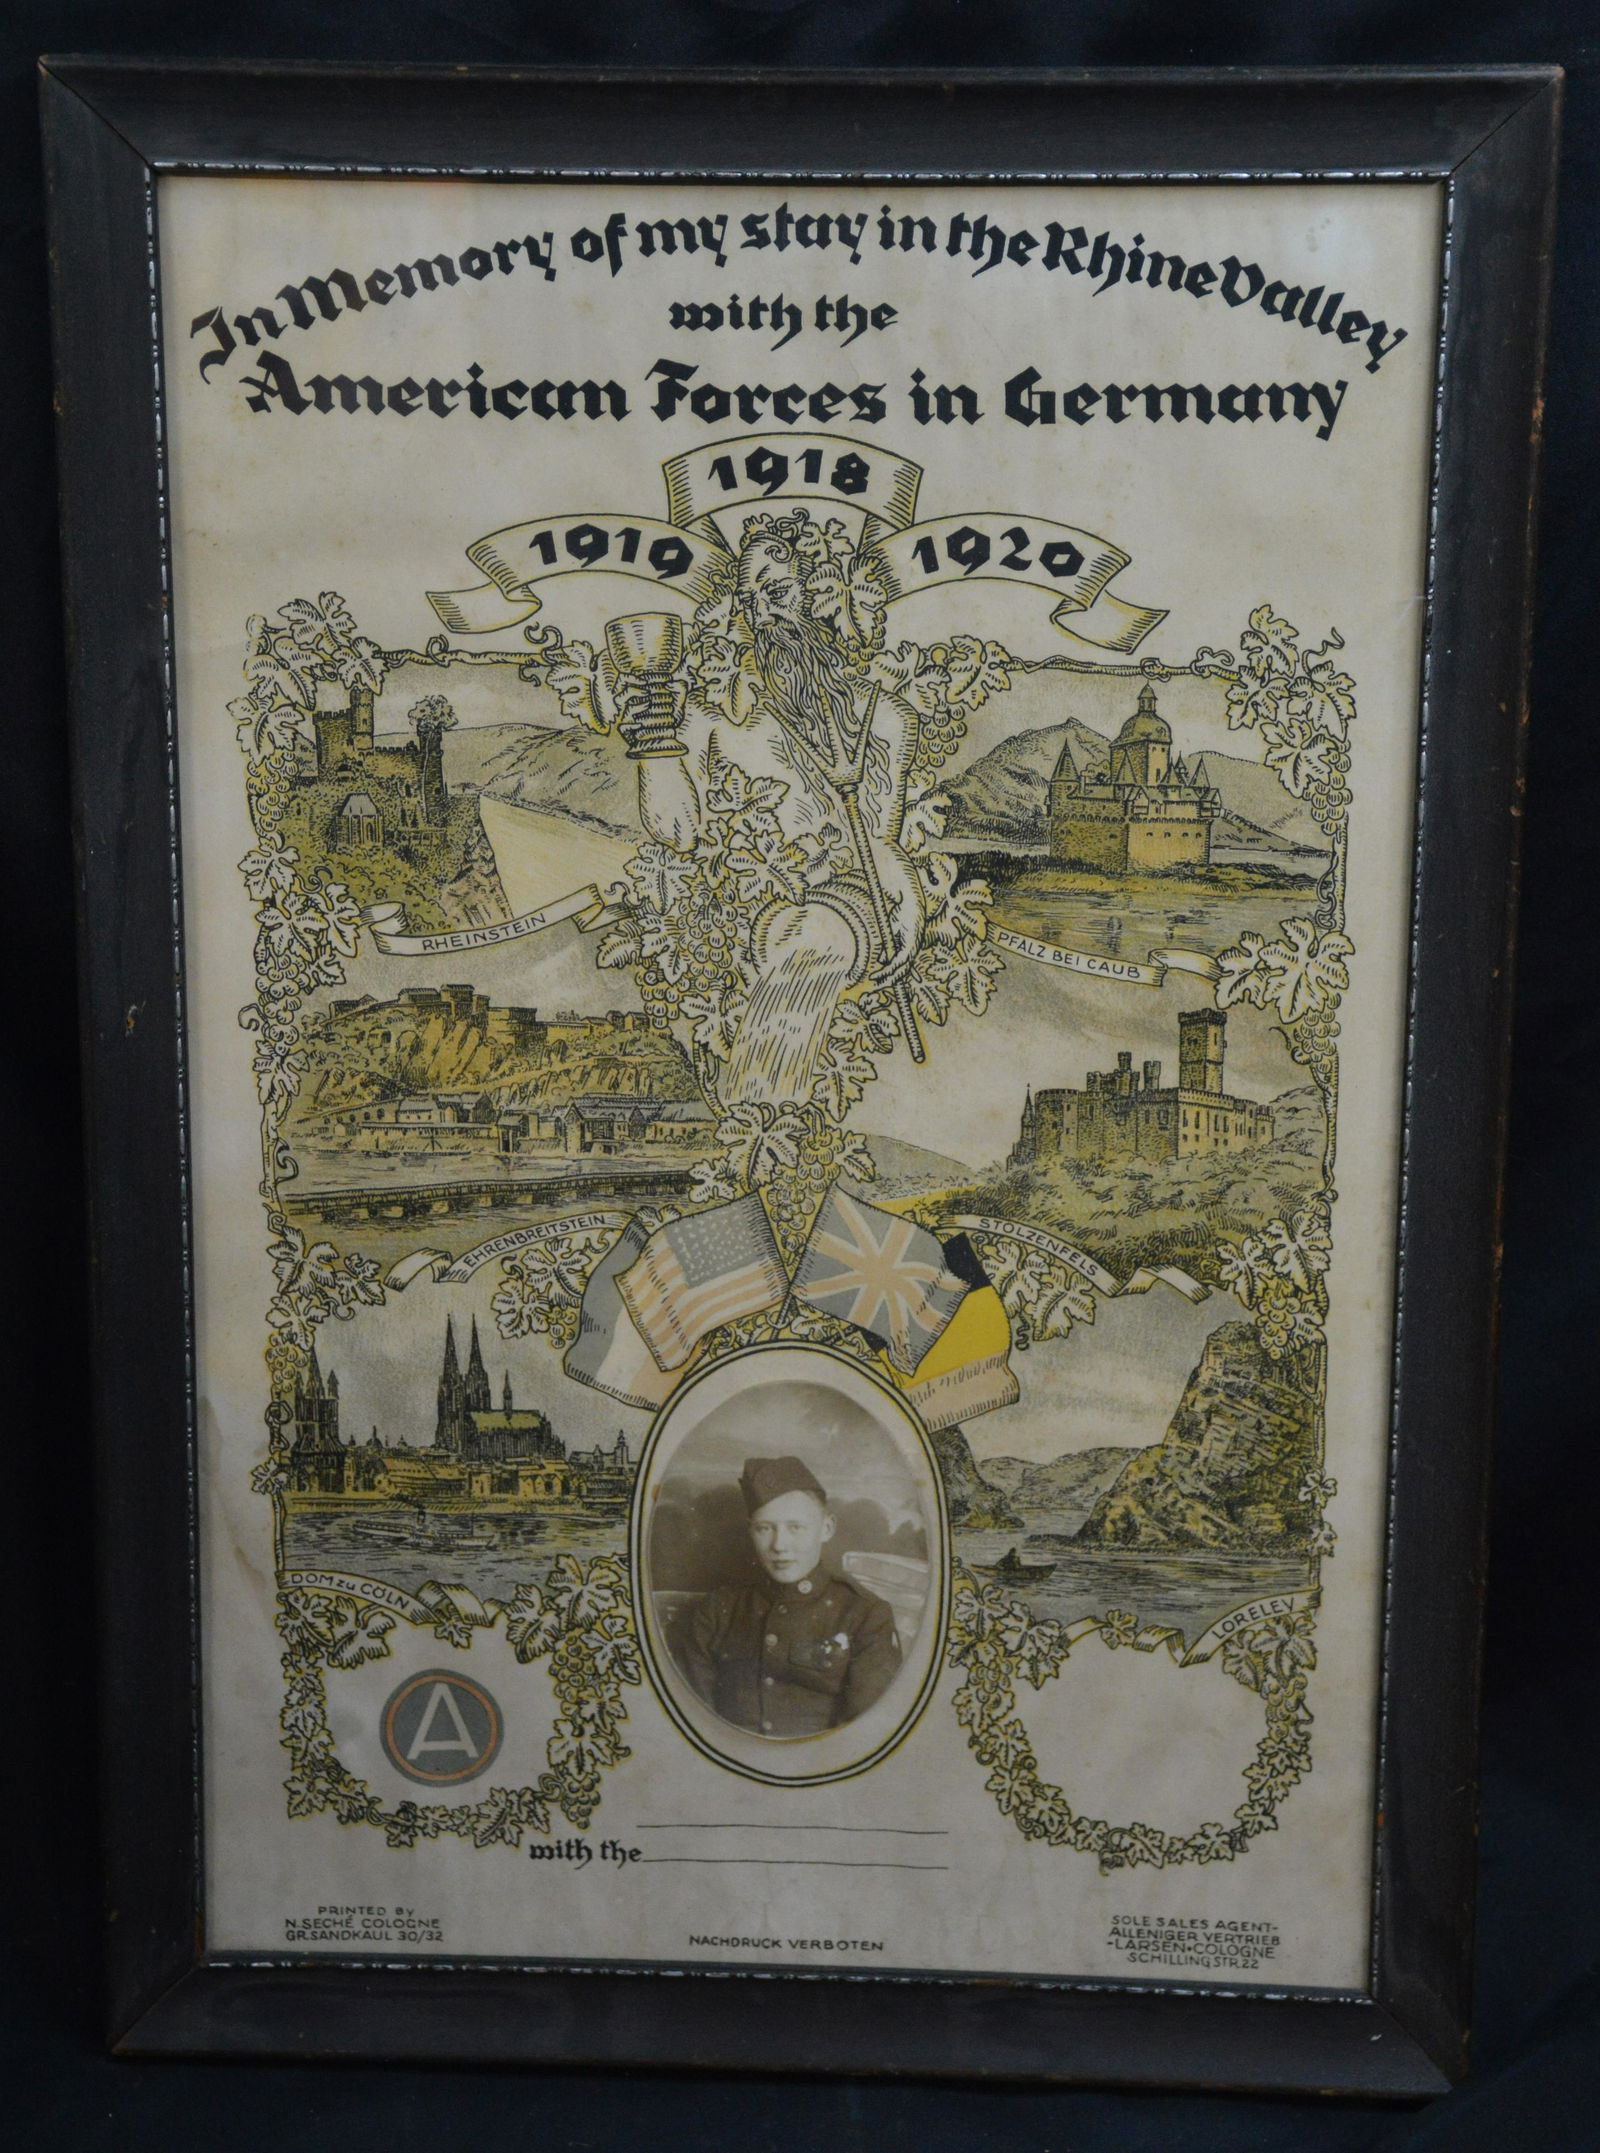 In Memory of my stay in the Rhine Valley
with the
American Forces in Germany
1918
1919
1920
RHEINSTEIN
PFALZ BEI CAUB
EHRENBREITSTEIN
STOLZENFELS
DOM zu CÖLN
LORELEY
A
with the
PRINTED By
N. SECHÉ COLOGNE
GR. SANDKAUL 30/32
NACHDRUCK VERBOTEN
SOLE SALES AGENT-
ALLENIGER VERTRIEB
-LARSEN•COLOGNE
SCHILLINGSTR.22